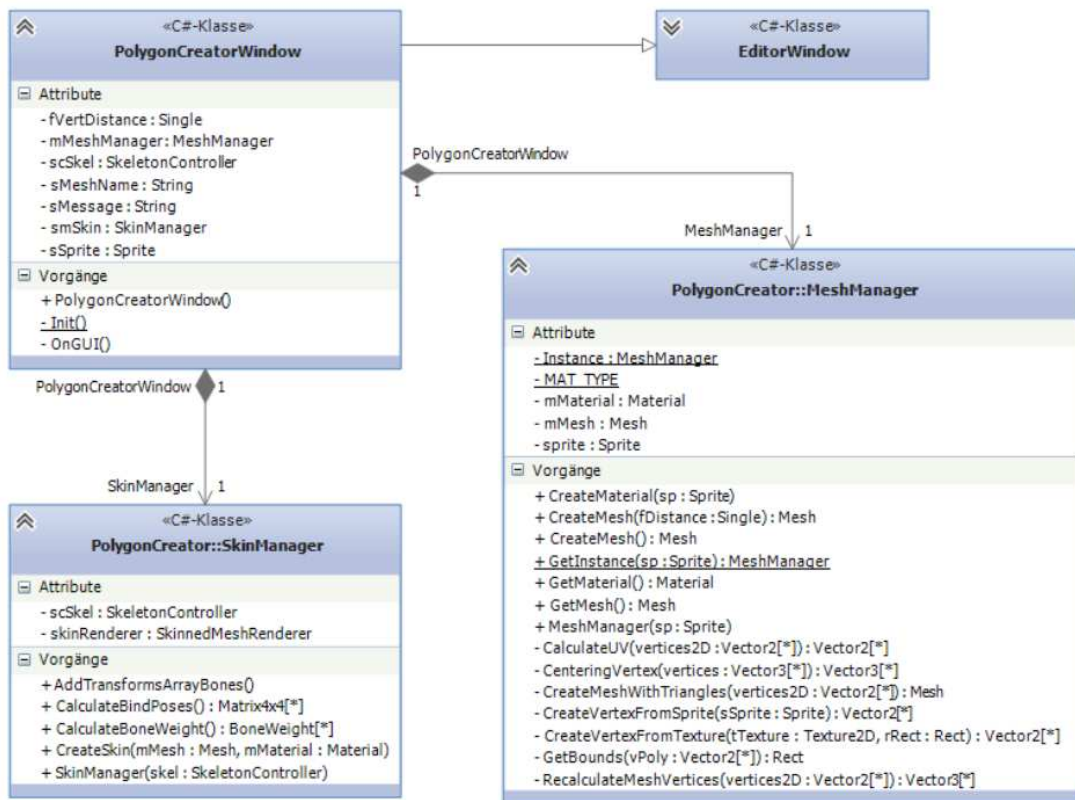 «C#-Klasse»
PolygonCreatorWindow
Attribute
- fVertDistance : Single
- mMeshManager: MeshManager
- scSkel : SkeletonController
- sMeshName : String
- sMessage : String
- smSkin : SkinManager
- sSprite : Sprite
Vorgänge
+ PolygonCreatorWindow()
- Init()
- OnGUI()
«C#-Klasse»
EditorWindow
PolygonCreatorWindow
1
MeshManager 1
«C#-Klasse»
PolygonCreator::MeshManager
Attribute
- Instance : MeshManager
- MAT_TYPE
- mMaterial : Material
- mMesh : Mesh
- sprite : Sprite
Vorgänge
+ CreateMaterial(sp : Sprite)
+ CreateMesh(fDistance : Single) : Mesh
+ CreateMesh() : Mesh
+ GetInstance(sp : Sprite) : MeshManager
+ GetMaterial() : Material
+ GetMesh() : Mesh
+ MeshManager(sp : Sprite)
- CalculateUV(vertices2D : Vector2[*]) : Vector2[*]
- CenteringVertex(vertices : Vector3[*]) : Vector3[*]
- CreateMeshWithTriangles(vertices2D : Vector2[*]) : Mesh
- CreateVertexFromSprite(sSprite : Sprite) : Vector2[*]
- CreateVertexFromTexture(tTexture : Texture2D, rRect : Rect) : Vector2[*]
- GetBounds(vPoly : Vector2[*]) : Rect
- RecalculateMeshVertices(vertices2D : Vector2[*]) : Vector3[*]
PolygonCreatorWindow 1
SkinManager 1
«C#-Klasse»
PolygonCreator::SkinManager
Attribute
- scSkel : SkeletonController
- skinRenderer : SkinnedMeshRenderer
Vorgänge
+ AddTransformsArrayBones()
+ CalculateBindPoses() : Matrix4x4[*]
+ CalculateBoneWeight() : BoneWeight[*]
+ CreateSkin(mMesh : Mesh, mMaterial : Material)
+ SkinManager(skel : SkeletonController)